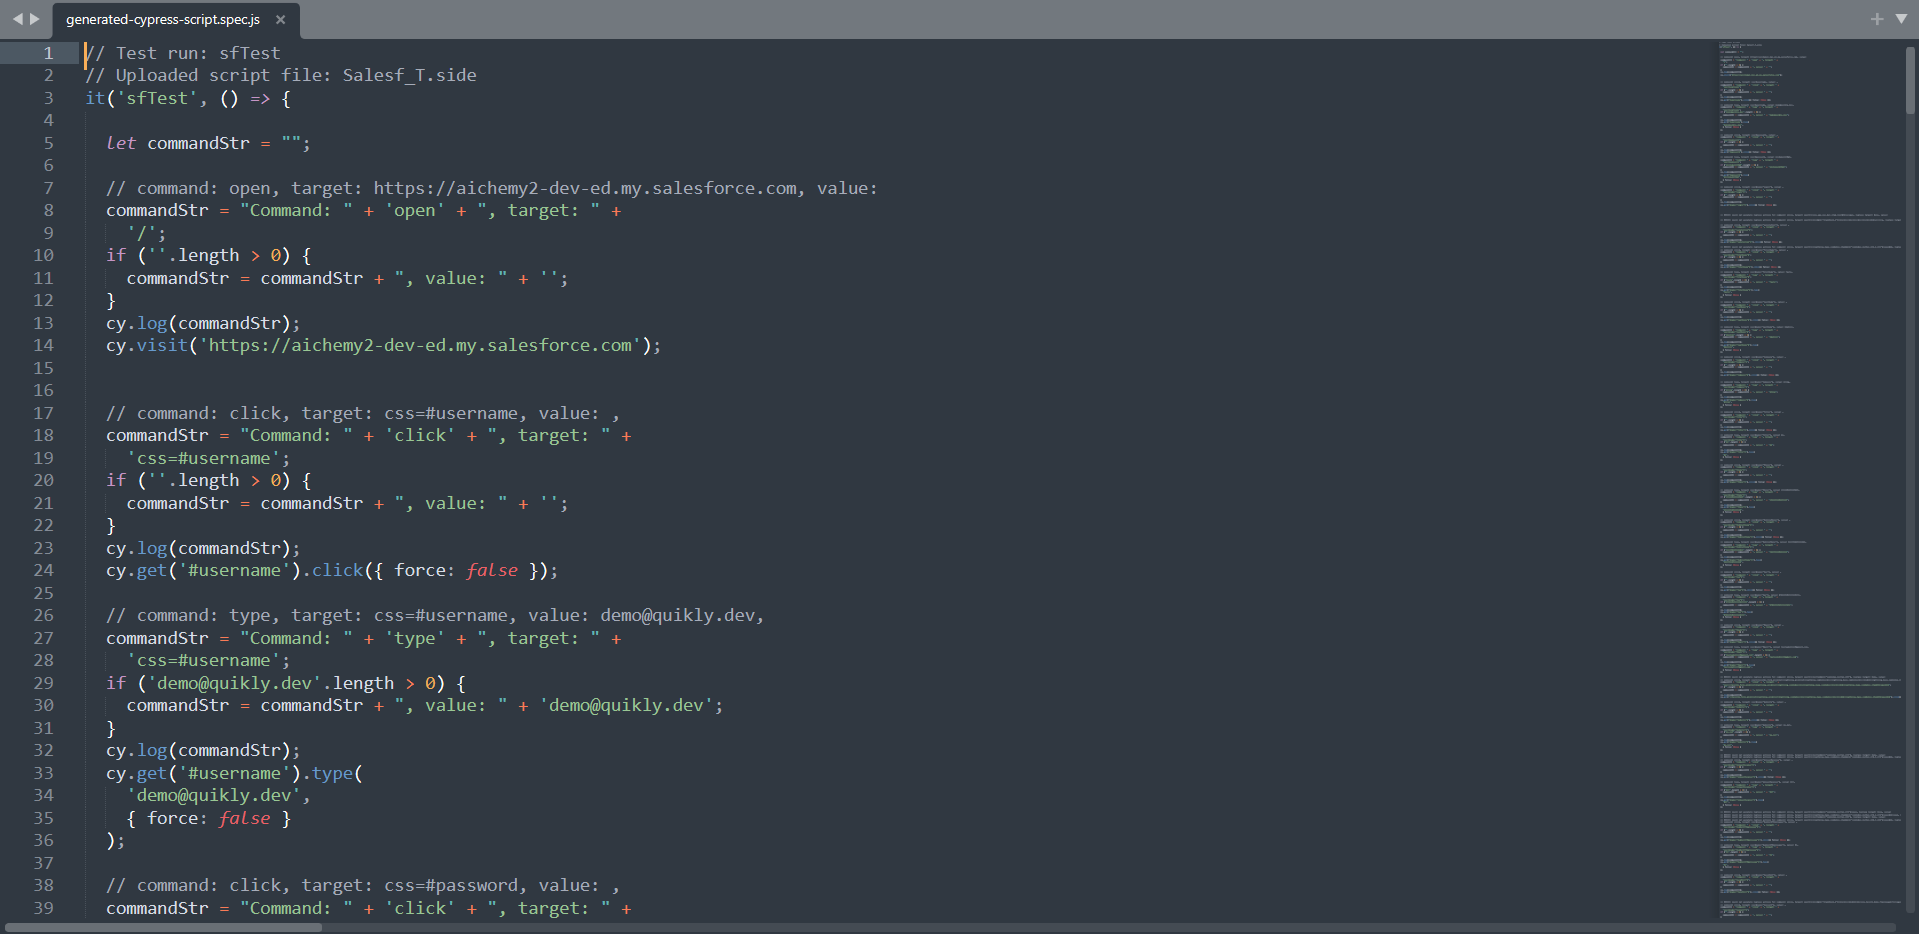 generated-cypress-script.spec.js ×
1 // Test run: sfTest
2 // Uploaded script file: Salesf_T.side
3 it('sfTest', () => {
4
5   let commandStr = "";
6
7   // command: open, target: https://aichemy2-dev-ed.my.salesforce.com, value:
8   commandStr = "Command: " + 'open' + ", target: " +
9     '/';
10   if (''.length > 0) {
11     commandStr = commandStr + ", value: " + '';
12   }
13   cy.log(commandStr);
14   cy.visit('https://aichemy2-dev-ed.my.salesforce.com');
15
16
17   // command: click, target: css=#username, value: ,
18   commandStr = "Command: " + 'click' + ", target: " +
19     'css=#username';
20   if (''.length > 0) {
21     commandStr = commandStr + ", value: " + '';
22   }
23   cy.log(commandStr);
24   cy.get('#username').click({ force: false });
25
26   // command: type, target: css=#username, value: demo@quikly.dev,
27   commandStr = "Command: " + 'type' + ", target: " +
28     'css=#username';
29   if ('demo@quikly.dev'.length > 0) {
30     commandStr = commandStr + ", value: " + 'demo@quikly.dev';
31   }
32   cy.log(commandStr);
33   cy.get('#username').type(
34     'demo@quikly.dev',
35     { force: false }
36   );
37
38   // command: click, target: css=#password, value: ,
39   commandStr = "Command: " + 'click' + ", target: " +